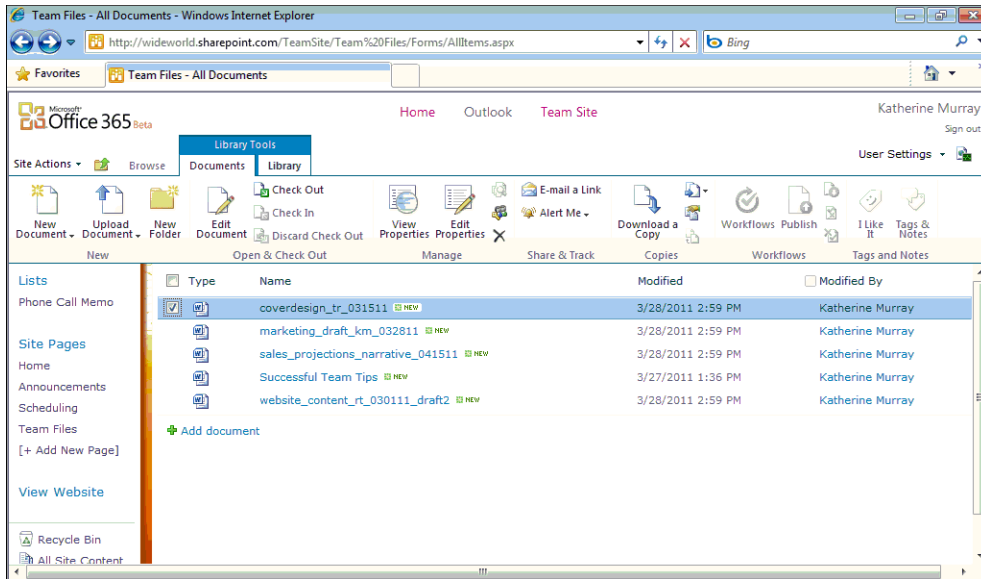 Team Files - All Documents - Windows Internet Explorer
http://wideworld.sharepoint.com/TeamSite/Team%20Files/Forms/AllItems.aspx
Bing
Favorites
Team Files - All Documents
Microsoft
Office 365 Beta
Home Outlook Team Site
Katherine Murray
Sign out
Library Tools
Site Actions Browse Documents Library
User Settings
New Document
Upload Document
New Folder
Edit Document
Check Out
Check In
Discard Check Out
View Properties
Edit Properties
E-mail a Link
Alert Me
Download a Copy
Workflows
Publish
I Like It
Tags & Notes
New Open & Check Out Manage Share & Track Copies Workflows Tags and Notes
Lists
Phone Call Memo
Site Pages
Home
Announcements
Scheduling
Team Files
[+ Add New Page]
View Website
Recycle Bin
All Site Content
Type Name Modified Modified By
coverdesign_tr_031511 NEW 3/28/2011 2:59 PM Katherine Murray
marketing_draft_km_032811 NEW 3/28/2011 2:59 PM Katherine Murray
sales_projections_narrative_041511 NEW 3/28/2011 2:59 PM Katherine Murray
Successful Team Tips NEW 3/27/2011 1:36 PM Katherine Murray
website_content_rt_030111_draft2 NEW 3/28/2011 2:59 PM Katherine Murray
Add document